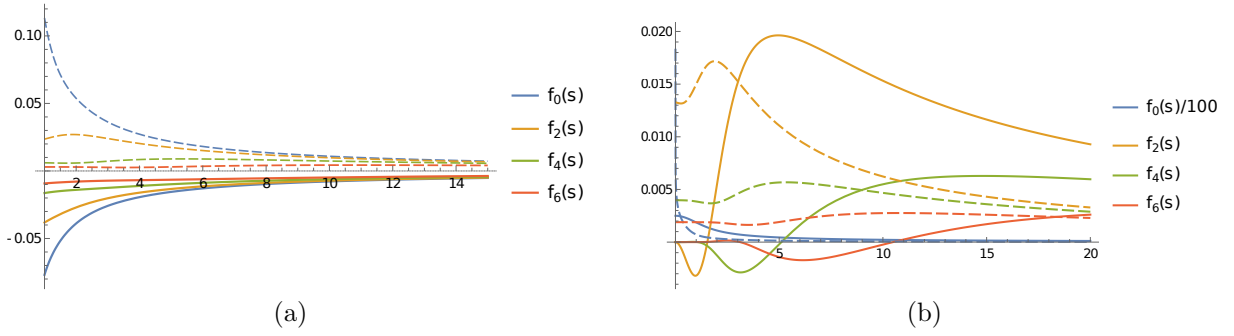 0.10
0.05
-0.05
2 4 6 8 10 12 14
f₀(s)
f₂(s)
f₄(s)
f₆(s)
(a)
0.020
0.015
0.010
0.005
5 10 15 20
f₀(s)/100
f₂(s)
f₄(s)
f₆(s)
(b)